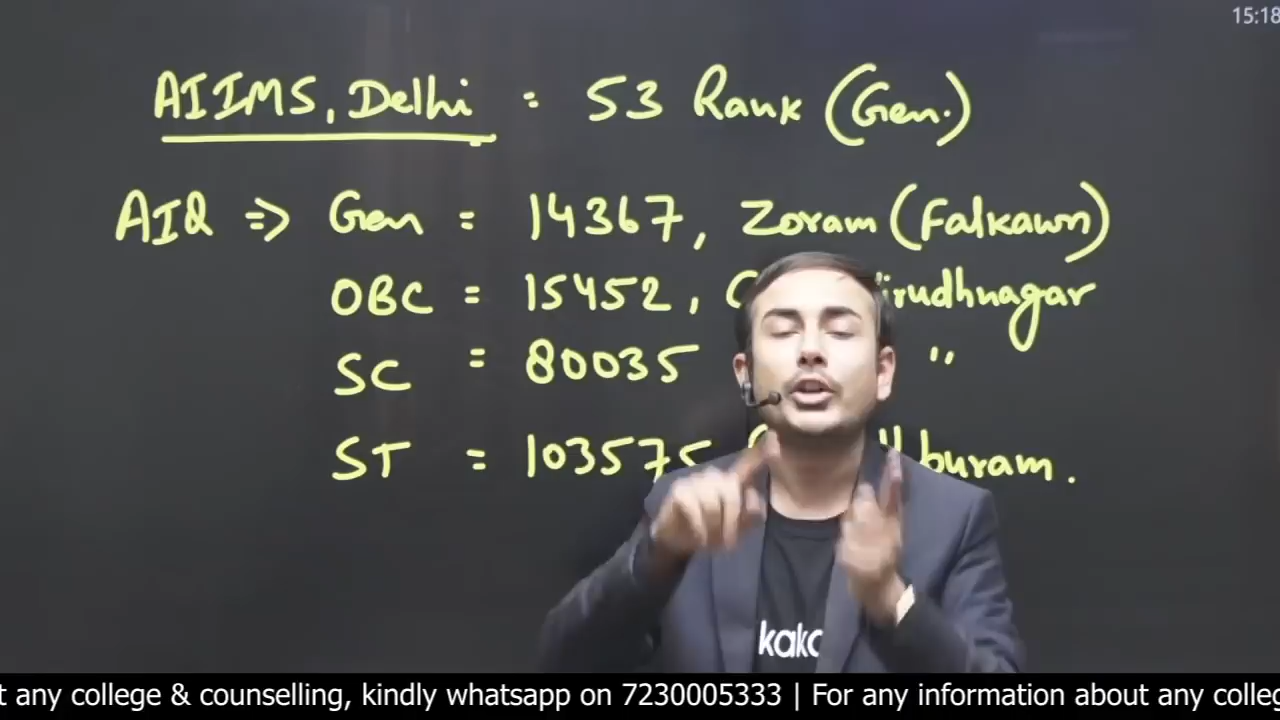 15:18
AIIMS, Delhi : 53 Rank (Gen.)
AIQ => Gen = 14367, Zoram (Falkawn)
OBC = 15452, irudhnagar
SC = 80035 "
ST = 103575 buram.
kako
t any college & counselling, kindly whatsapp on 7230005333 | For any information about any colleg